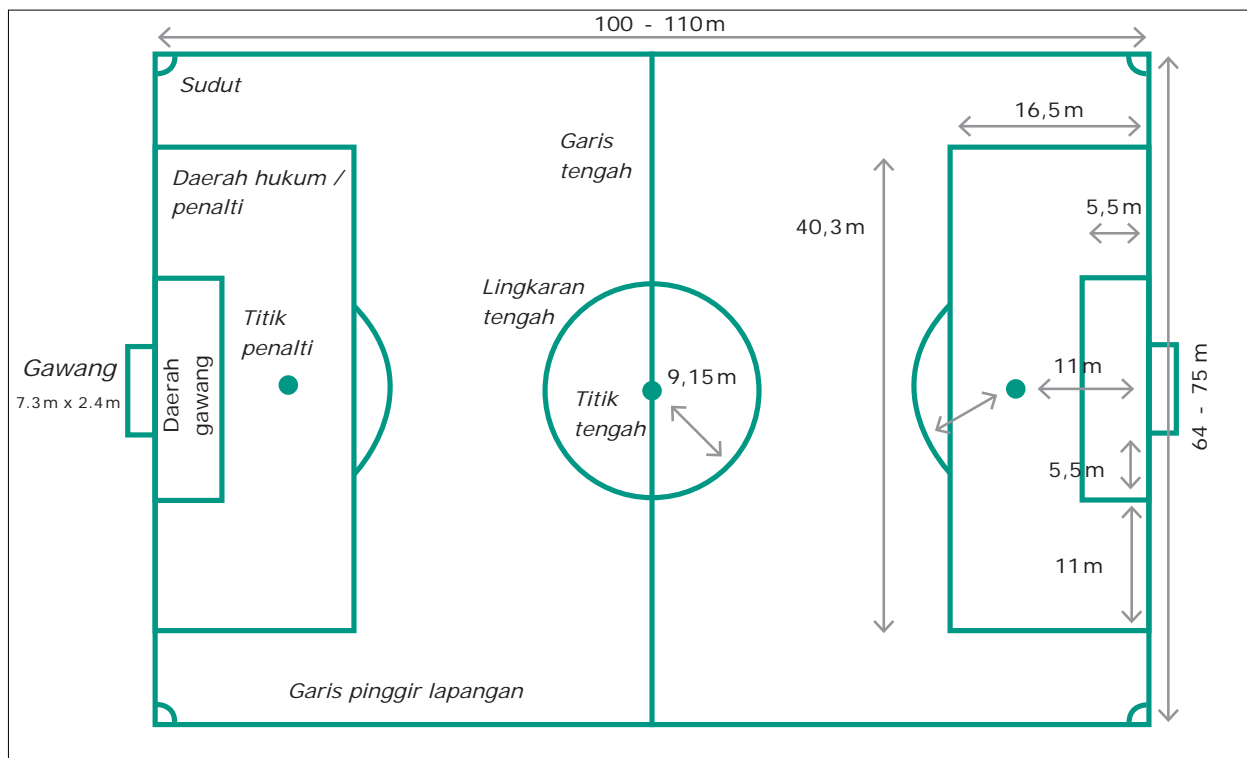 100 - 110m
Sudut
16,5m
Garis
tengah
Daerah hukum /
penalti
5,5m
40,3m
Lingkaran
tengah
Titik
penalti
Gawang
7.3m x 2.4m
Daerah
gawang
9,15m
Titik
tengah
11m
64 - 75 m
5,5m
11m
Garis pinggir lapangan